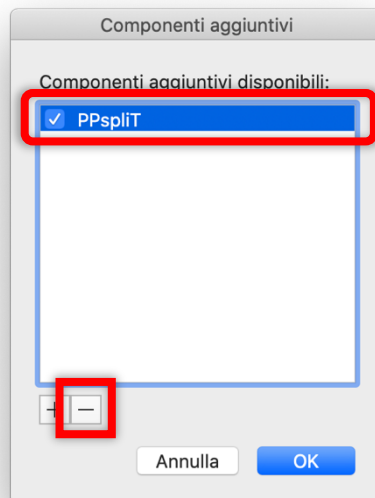 Componenti aggiuntivi
Componenti aggiuntivi disponibili:
PPspliT
+ −
Annulla OK